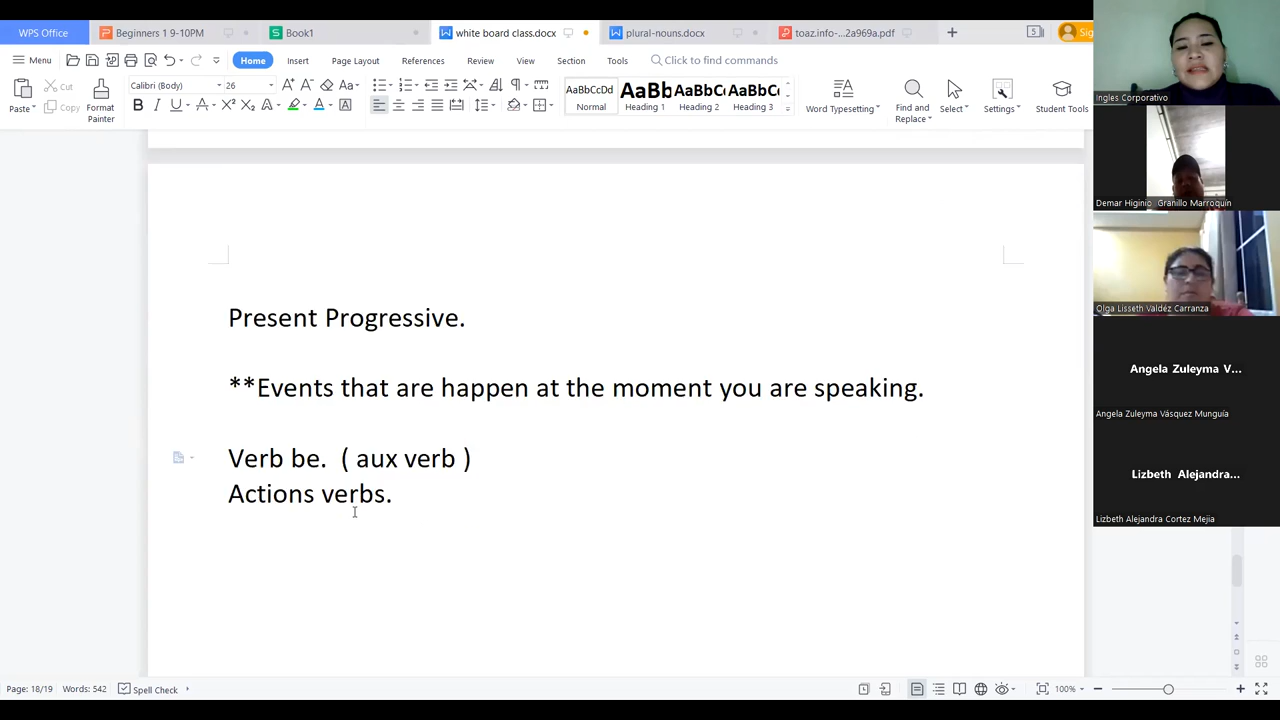 WPS Office
Beginners 1 9-10PM
Book1
white board class.docx
plural-nouns.docx
toaz.info-...2a969a.pdf
Menu
Home
Insert
Page Layout
References
Review
View
Section
Tools
Click to find commands
Paste
Cut
Copy
Format Painter
Calibri (Body)
26
AaBbCcDd
Normal
Heading 1
Heading 2
Heading 3
Word Typesetting
Find and Replace
Select
Settings
Student Tools
Present Progressive.
**Events that are happen at the moment you are speaking.
Verb be. ( aux verb )
Actions verbs.
Ingles Corporativo
Demar Higinio Granillo Marroquin
Olga Lisseth Valdéz Carranza
Angela Zuleyma V...
Angela Zuleyma Vásquez Munguía
Lizbeth Alejandra...
Lizbeth Alejandra Cortez Mejia
Page: 18/19
Words: 542
Spell Check
100%